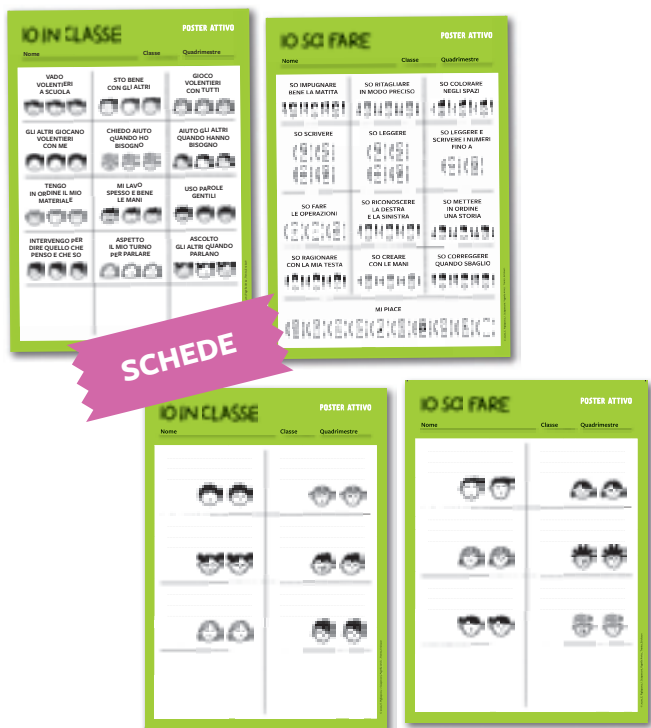 IO IN CLASSE
POSTER ATTIVO
Nome Classe Quadrimestre
VADO
VOLENTIERI
A SCUOLA
STO BENE
CON GLI ALTRI
GIOCO
VOLENTIERI
CON TUTTI
GLI ALTRI GIOCANO
VOLENTIERI
CON ME
CHIEDO AIUTO
QUANDO HO
BISOGNO
AIUTO GLI ALTRI
QUANDO HANNO
BISOGNO
TENGO
IN ORDINE IL MIO
MATERIALE
MI LAVO
SPESSO E BENE
LE MANI
USO PAROLE
GENTILI
INTERVENGO PER
DIRE QUELLO CHE
PENSO E CHE SO
ASPETTO
IL MIO TURNO
PER PARLARE
ASCOLTO
GLI ALTRI QUANDO
PARLANO
IO SO FARE
POSTER ATTIVO
Nome Classe Quadrimestre
SO IMPUGNARE
BENE LA MATITA
SO RITAGLIARE
IN MODO PRECISO
SO COLORARE
NEGLI SPAZI
SO SCRIVERE
SO LEGGERE
SO LEGGERE E
SCRIVERE I NUMERI
FINO A
SO FARE
LE OPERAZIONI
SO RICONOSCERE
LA DESTRA
E LA SINISTRA
SO METTERE
IN ORDINE
UNA STORIA
SO RAGIONARE
CON LA MIA TESTA
SO CREARE
CON LE MANI
SO CORREGGERE
QUANDO SBAGLIO
MI PIACE
SCHEDE
IO IN CLASSE
POSTER ATTIVO
Nome Classe Quadrimestre
IO SO FARE
POSTER ATTIVO
Nome Classe Quadrimestre